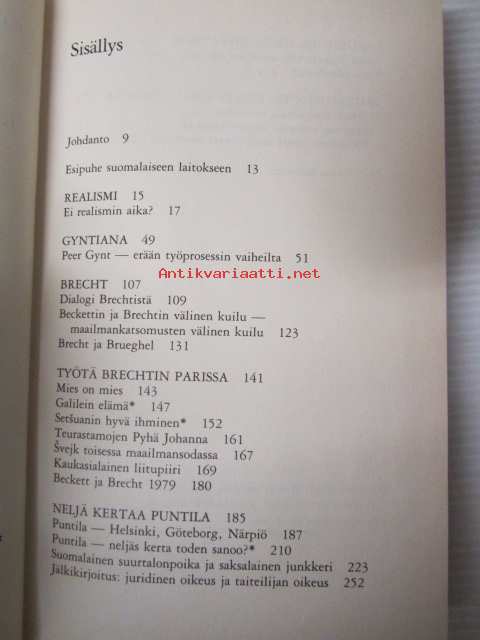 Sisällys
Johdanto 9
Esipuhe suomalaiseen laitokseen 13
REALISMI 15
Ei realismin aika? 17
GYNTIANA 49
Peer Gynt — erään työprosessin vaiheilta 51
Antikvariaatti.net
BRECHT 107
Dialogi Brechtistä 109
Beckettin ja Brechtin välinen kuilu —
maailmankatsomusten välinen kuilu 123
Brecht ja Brueghel 131
TYÖTÄ BRECHTIN PARISSA 141
Mies on mies 143
Galilein elämä* 147
Setšuanin hyvä ihminen* 152
Teurastamojen Pyhä Johanna 161
Švejk toisessa maailmansodassa 167
Kaukasialainen liitupiiri 169
Beckett ja Brecht 1979 180
NELJÄ KERTAA PUNTILA 185
Puntila — Helsinki, Göteborg, Närpiö 187
Puntila — neljäs kerta toden sanoo?* 210
Suomalainen suurtalonpoika ja saksalainen junkkeri 223
Jälkikirjoitus: juridinen oikeus ja taiteilijan oikeus 252